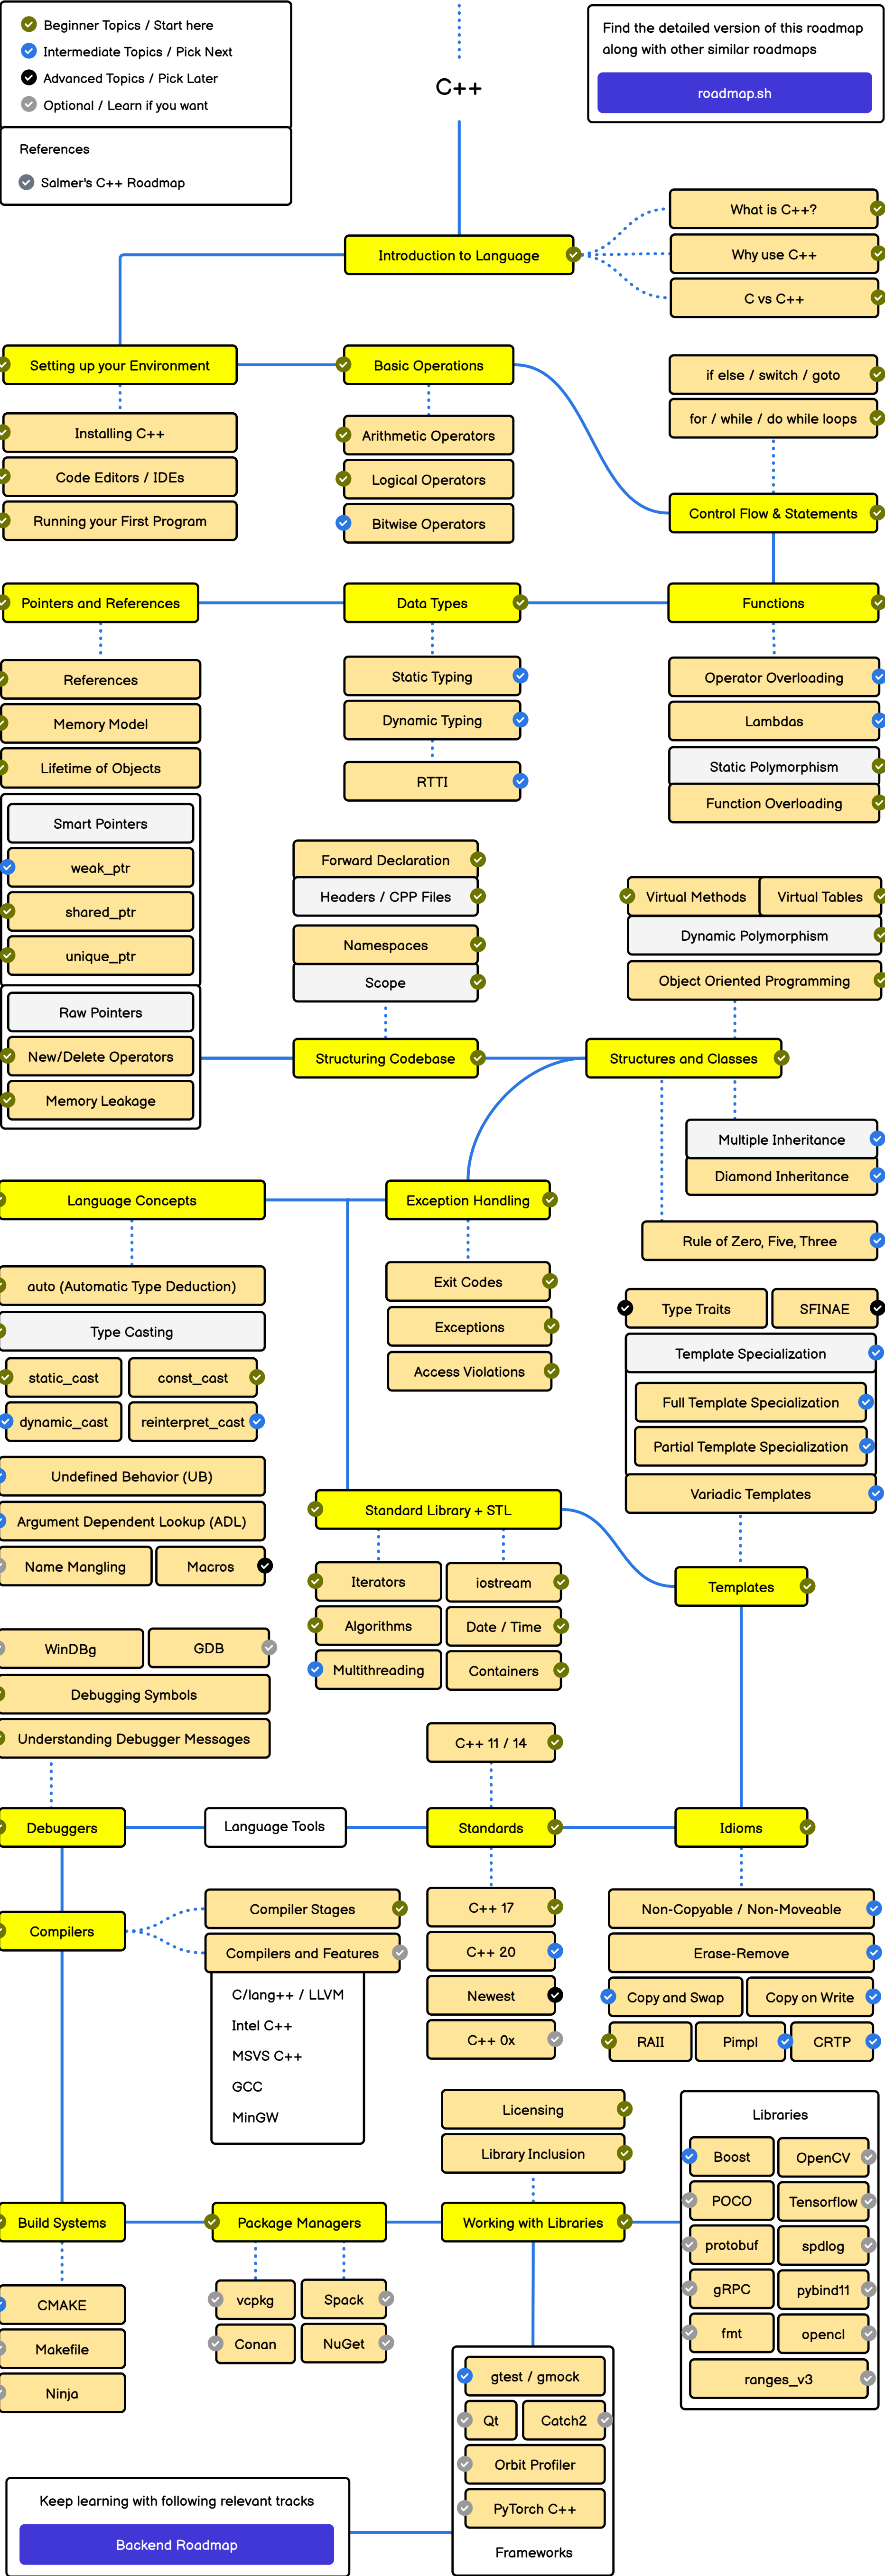 Beginner Topics / Start here
Intermediate Topics / Pick Next
Advanced Topics / Pick Later
Optional / Learn if you want
References
Salmer's C++ Roadmap
C++
Find the detailed version of this roadmap
along with other similar roadmaps
roadmap.sh
What is C++?
Why use C++
C vs C++
Introduction to Language
Setting up your Environment
Basic Operations
if else / switch / goto
for / while / do while loops
Installing C++
Code Editors / IDEs
Running your First Program
Arithmetic Operators
Logical Operators
Bitwise Operators
Control Flow & Statements
Pointers and References
Data Types
Functions
References
Memory Model
Lifetime of Objects
Smart Pointers
weak_ptr
shared_ptr
unique_ptr
Raw Pointers
New/Delete Operators
Memory Leakage
Static Typing
Dynamic Typing
RTTI
Operator Overloading
Lambdas
Static Polymorphism
Function Overloading
Forward Declaration
Headers / CPP Files
Namespaces
Scope
Virtual Methods
Virtual Tables
Dynamic Polymorphism
Object Oriented Programming
Structuring Codebase
Structures and Classes
Multiple Inheritance
Diamond Inheritance
Rule of Zero, Five, Three
Language Concepts
Exception Handling
auto (Automatic Type Deduction)
Type Casting
static_cast
const_cast
dynamic_cast
reinterpret_cast
Undefined Behavior (UB)
Argument Dependent Lookup (ADL)
Name Mangling
Macros
Exit Codes
Exceptions
Access Violations
Type Traits
SFINAE
Template Specialization
Full Template Specialization
Partial Template Specialization
Variadic Templates
Standard Library + STL
Templates
Iterators
iostream
Algorithms
Date / Time
Multithreading
Containers
WinDBg
GDB
Debugging Symbols
Understanding Debugger Messages
C++ 11 / 14
Debuggers
Language Tools
Standards
Idioms
Compilers
Compiler Stages
Compilers and Features
C/lang++ / LLVM
Intel C++
MSVS C++
GCC
MinGW
C++ 17
C++ 20
Newest
C++ 0x
Non-Copyable / Non-Moveable
Erase-Remove
Copy and Swap
Copy on Write
RAII
Pimpl
CRTP
Licensing
Library Inclusion
Libraries
Boost
OpenCV
POCO
Tensorflow
protobuf
spdlog
gRPC
pybind11
fmt
opencl
ranges_v3
Build Systems
Package Managers
Working with Libraries
CMAKE
Makefile
Ninja
vcpkg
Spack
Conan
NuGet
gtest / gmock
Qt
Catch2
Orbit Profiler
PyTorch C++
Frameworks
Keep learning with following relevant tracks
Backend Roadmap